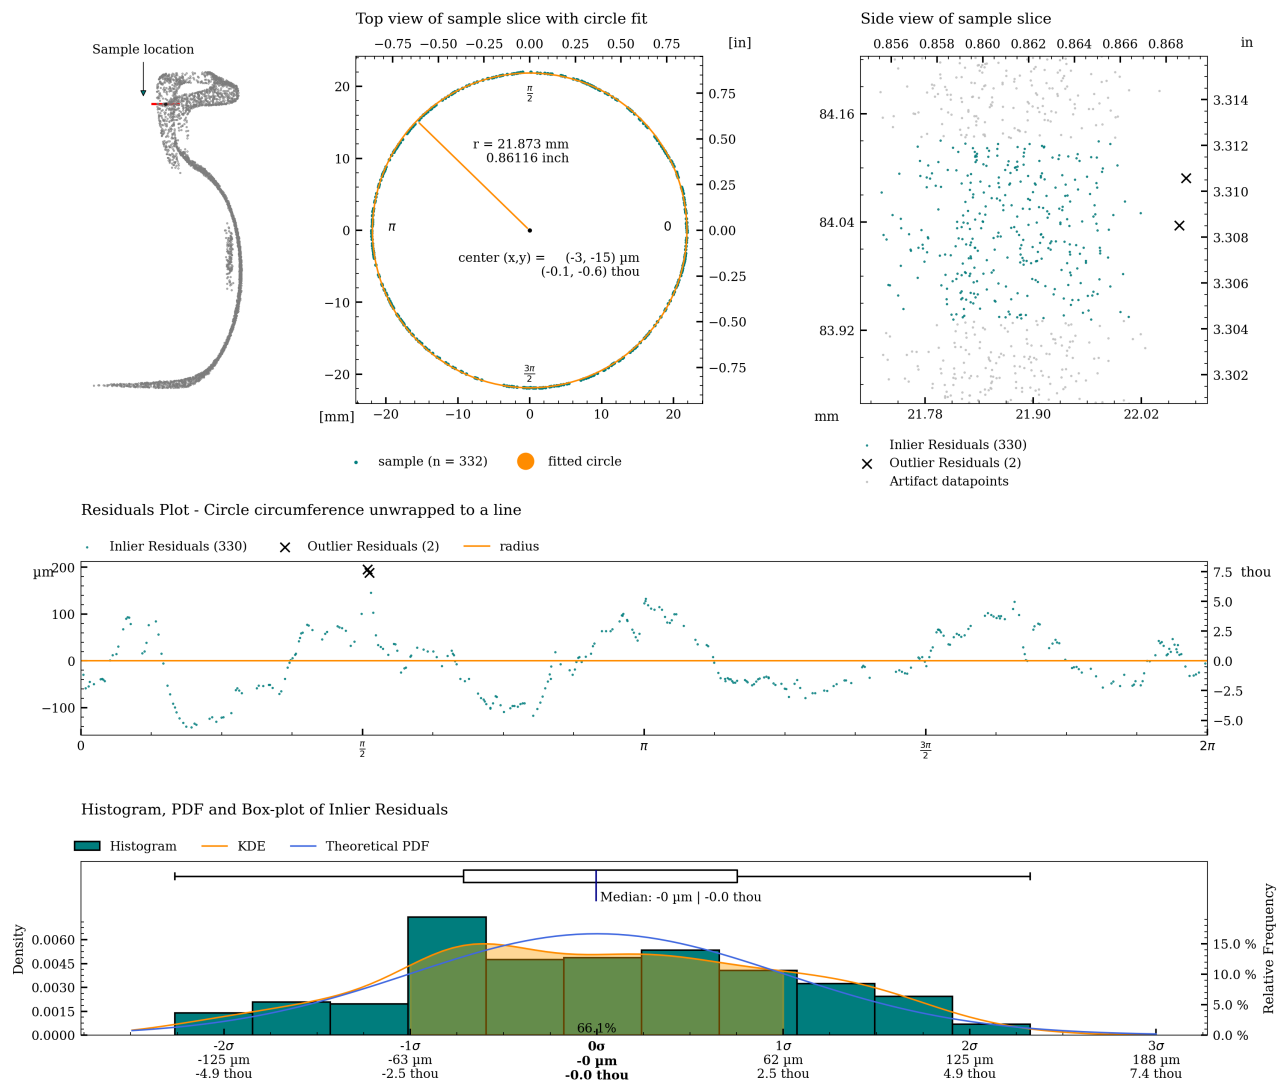 Top view of sample slice with circle fit
Side view of sample slice
Sample location
−0.75 −0.50 −0.25 0.00 0.25 0.50 0.75 [in]
0.856 0.858 0.860 0.862 0.864 0.866 0.868 in
20
10
0
−10
−20
[mm]
−20 −10 0 10 20
0.75
0.50
0.25
0.00
−0.25
−0.50
−0.75
π/2
r = 21.873 mm
0.86116 inch
π
0
center (x,y) = (-3, -15) µm
(-0.1, -0.6) thou
3π/2
84.16
84.04
83.92
mm
21.78 21.90 22.02
3.314
3.312
3.310
3.308
3.306
3.304
3.302
sample (n = 332)
fitted circle
Inlier Residuals (330)
Outlier Residuals (2)
Artifact datapoints
Residuals Plot - Circle circumference unwrapped to a line
Inlier Residuals (330) Outlier Residuals (2) radius
µm
200
100
0
−100
7.5 thou
5.0
2.5
0.0
−2.5
−5.0
0 π/2 π 3π/2 2π
Histogram, PDF and Box-plot of Inlier Residuals
Histogram KDE Theoretical PDF
Median: -0 µm | -0.0 thou
Density
0.0060
0.0045
0.0030
0.0015
0.0000
Relative Frequency
15.0 %
10.0 %
5.0 %
0.0 %
66.1%
-2σ -1σ 0σ 1σ 2σ 3σ
-125 µm -63 µm -0 µm 62 µm 125 µm 188 µm
-4.9 thou -2.5 thou -0.0 thou 2.5 thou 4.9 thou 7.4 thou